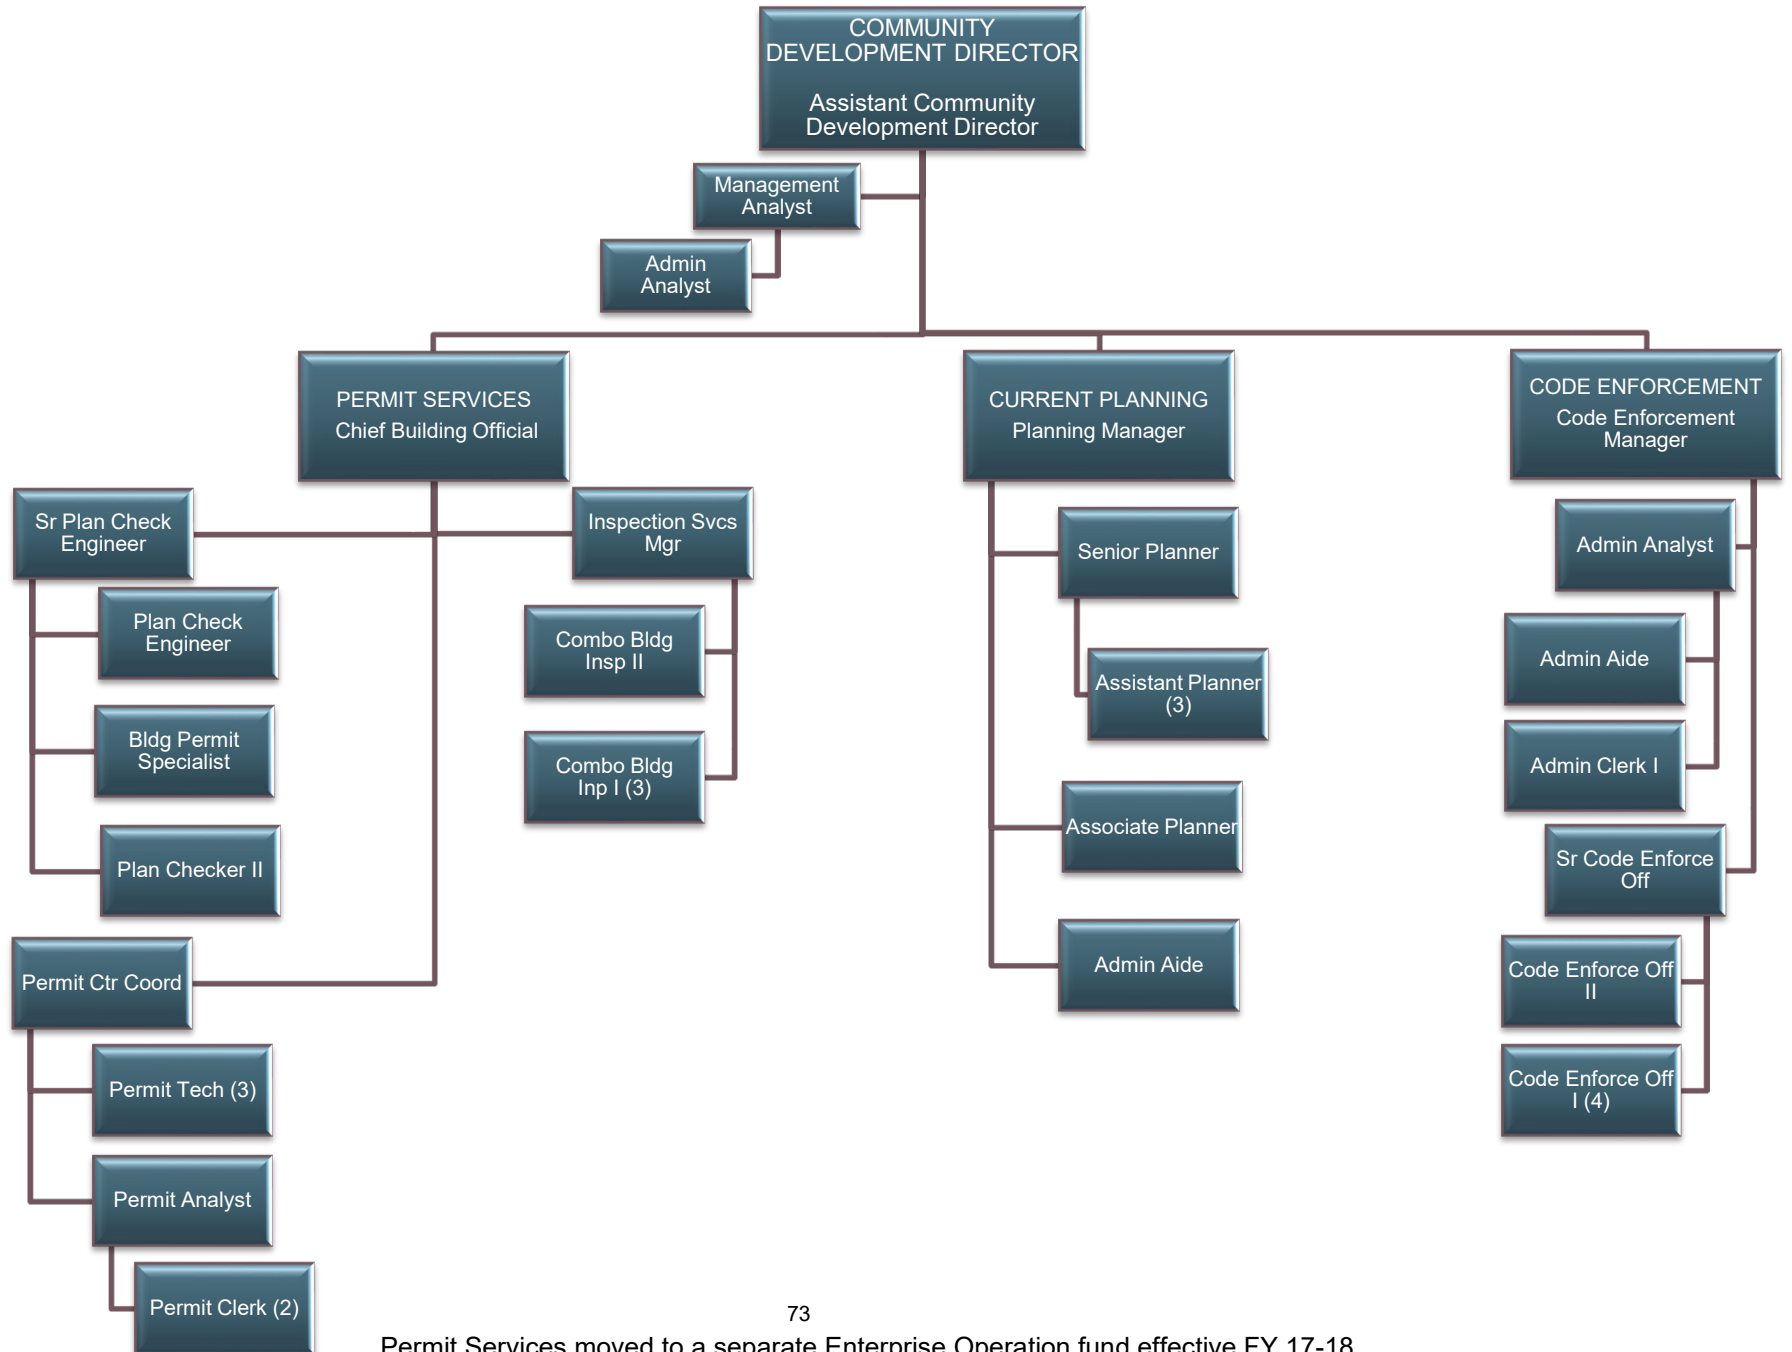 COMMUNITY
DEVELOPMENT DIRECTOR
Assistant Community
Development Director
Management
Analyst
Admin
Analyst
PERMIT SERVICES
Chief Building Official
Sr Plan Check
Engineer
Plan Check
Engineer
Bldg Permit
Specialist
Plan Checker II
Inspection Svcs
Mgr
Combo Bldg
Insp II
Combo Bldg
Inp I (3)
Permit Ctr Coord
Permit Tech (3)
Permit Analyst
Permit Clerk (2)
CURRENT PLANNING
Planning Manager
Senior Planner
Assistant Planner
(3)
Associate Planner
Admin Aide
CODE ENFORCEMENT
Code Enforcement
Manager
Admin Analyst
Admin Aide
Admin Clerk I
Sr Code Enforce
Off
Code Enforce Off
II
Code Enforce Off
I (4)
73
Permit Services moved to a separate Enterprise Operation fund effective FY 17-18